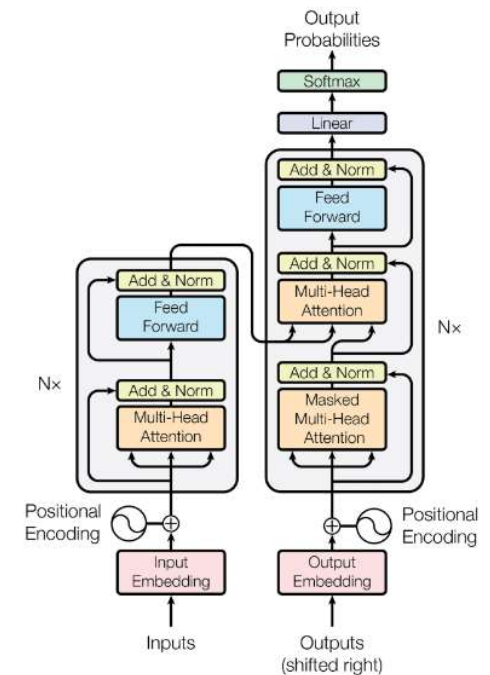 Output
Probabilities
Softmax
Linear
Add & Norm
Feed
Forward
Add & Norm
Multi-Head
Attention
Nx
Add & Norm
Masked
Multi-Head
Attention
Add & Norm
Feed
Forward
Nx
Add & Norm
Multi-Head
Attention
Positional
Encoding
Positional
Encoding
Input
Embedding
Output
Embedding
Inputs
Outputs
(shifted right)